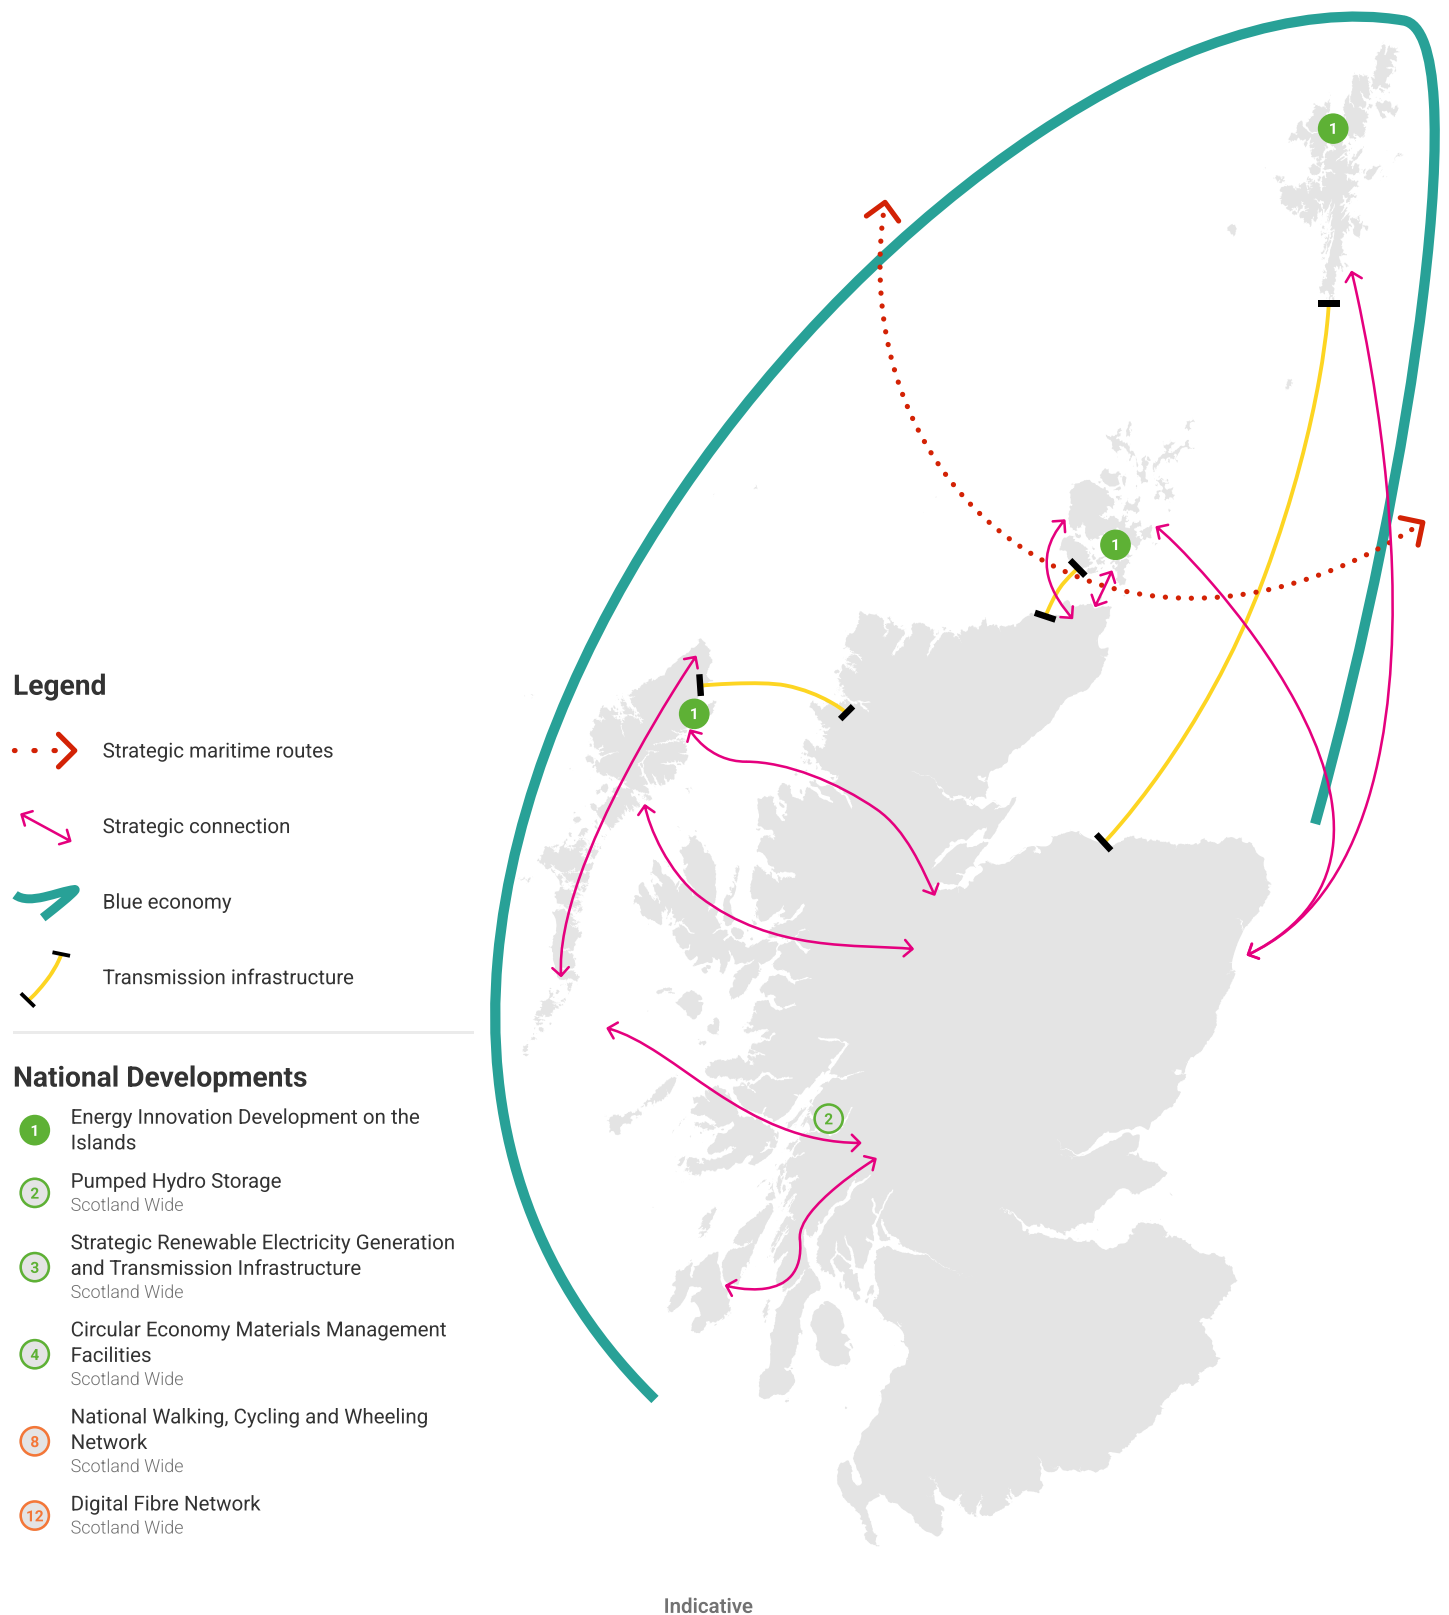 1
1
1
2
Legend
Strategic maritime routes
Strategic connection
Blue economy
Transmission infrastructure
National Developments
1 Energy Innovation Development on the
Islands
2 Pumped Hydro Storage
Scotland Wide
3 Strategic Renewable Electricity Generation
and Transmission Infrastructure
Scotland Wide
4 Circular Economy Materials Management
Facilities
Scotland Wide
8 National Walking, Cycling and Wheeling
Network
Scotland Wide
12 Digital Fibre Network
Scotland Wide
Indicative